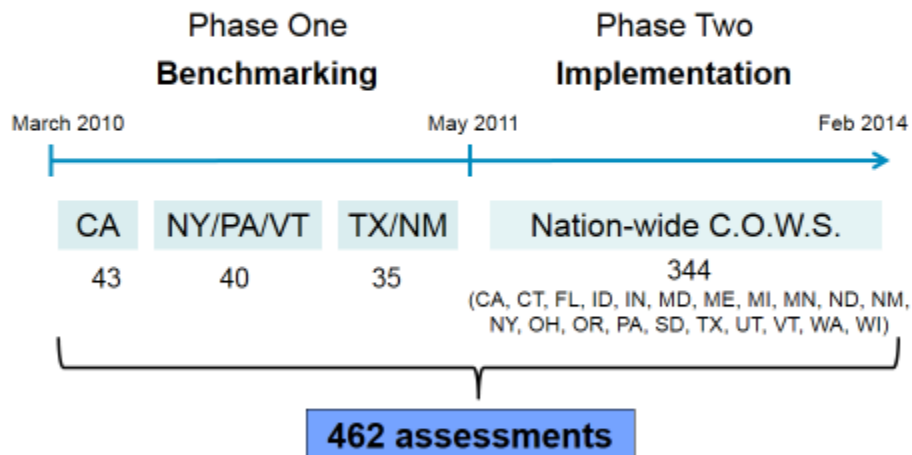 Phase One
Benchmarking
Phase Two
Implementation
March 2010
May 2011
Feb 2014
CA
NY/PA/VT
TX/NM
Nation-wide C.O.W.S.
43
40
35
344
(CA, CT, FL, ID, IN, MD, ME, MI, MN, ND, NM,
NY, OH, OR, PA, SD, TX, UT, VT, WA, WI)
462 assessments